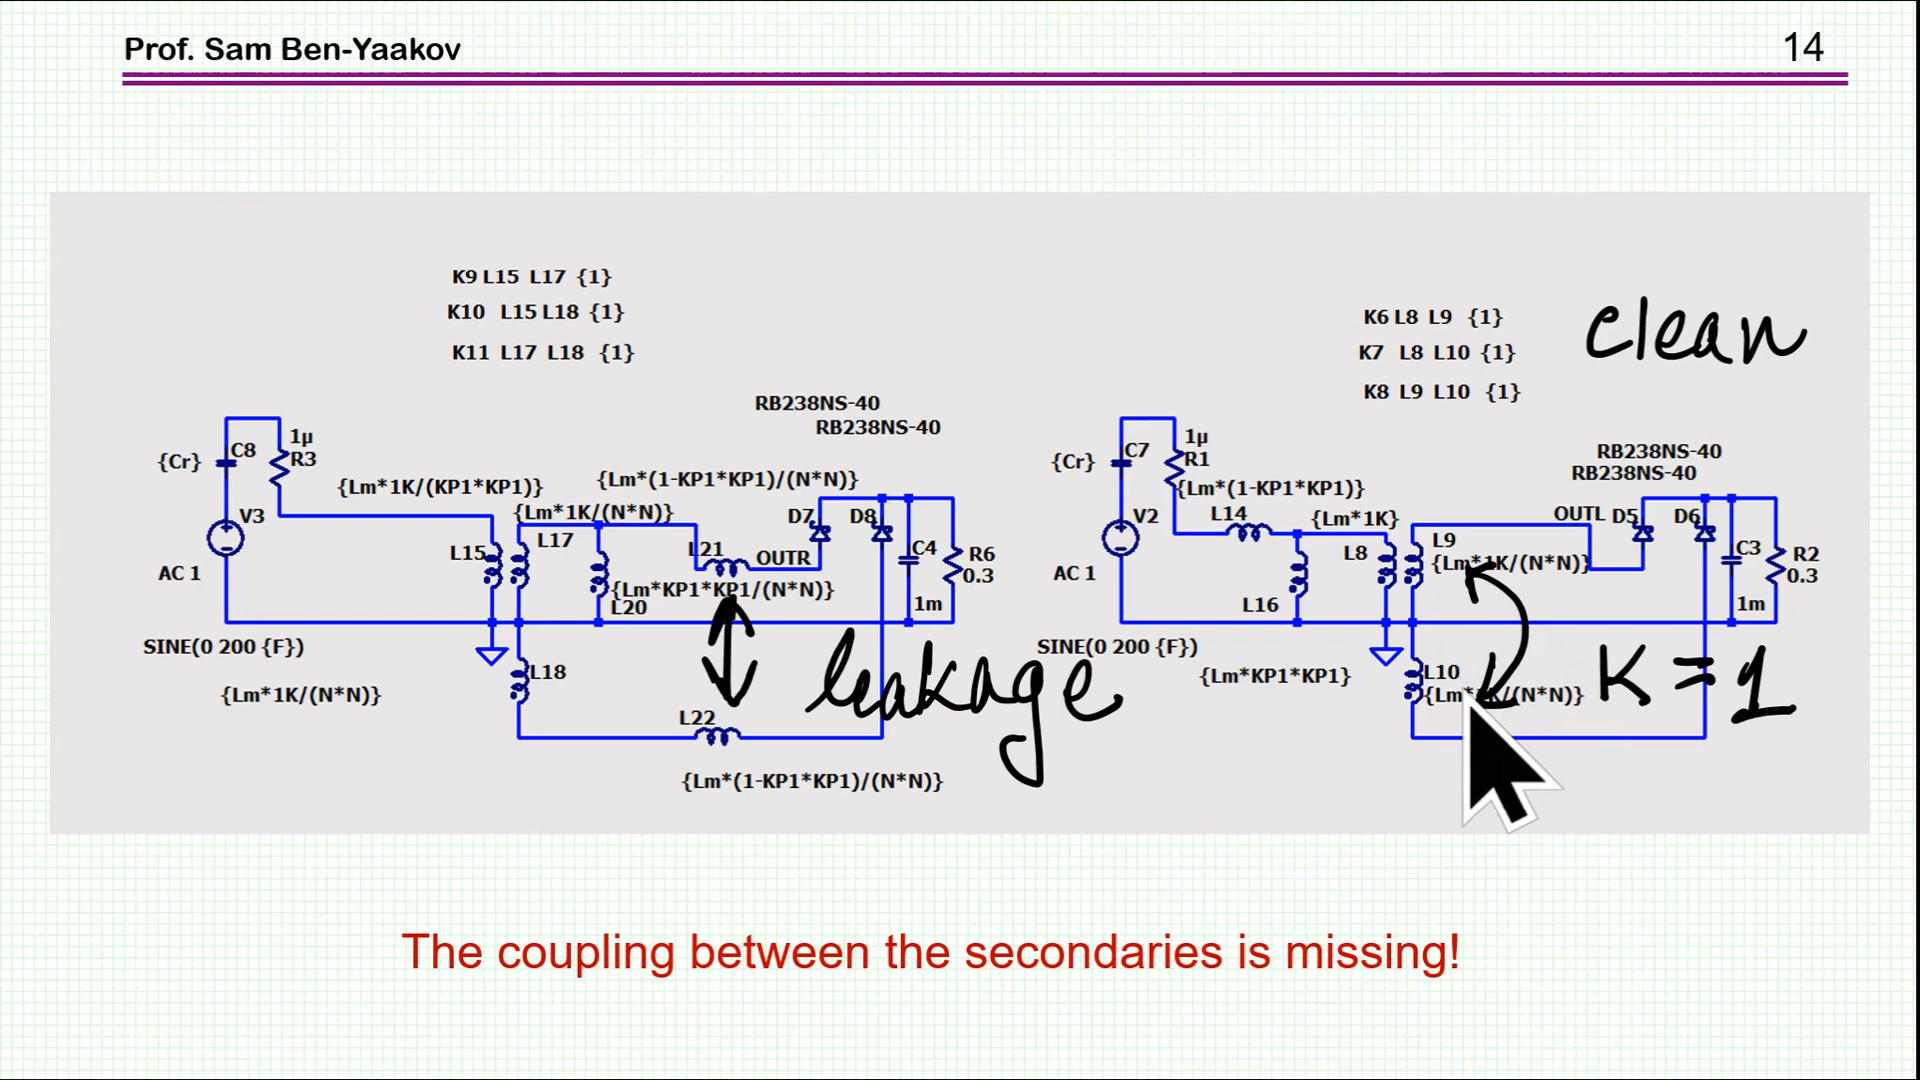 Prof. Sam Ben-Yaakov
14
K9 L15 L17 {1}
K10 L15 L18 {1}
K11 L17 L18 {1}
RB238NS-40
RB238NS-40
{Cr}
C8
1µ
R3
{Lm*1K/(KP1*KP1)}
{Lm*(1-KP1*KP1)/(N*N)}
{Lm*1K/(N*N)}
V3
L15
L17
L21
OUTR
D7
D8
C4
R6
0.3
AC 1
{Lm*KP1*KP1/(N*N)}
L20
1m
SINE(0 200 {F})
{Lm*1K/(N*N)}
L18
L22
{Lm*(1-KP1*KP1)/(N*N)}
leakage
K6 L8 L9 {1}
K7 L8 L10 {1}
K8 L9 L10 {1}
clean
RB238NS-40
RB238NS-40
{Cr}
C7
1µ
R1
{Lm*(1-KP1*KP1)}
L14
{Lm*1K}
V2
OUTL
D5
D6
L8
L9
{Lm*1K/(N*N)}
C3
R2
0.3
AC 1
L16
1m
SINE(0 200 {F})
{Lm*KP1*KP1}
L10
{Lm*1K/(N*N)}
K=1
The coupling between the secondaries is missing!